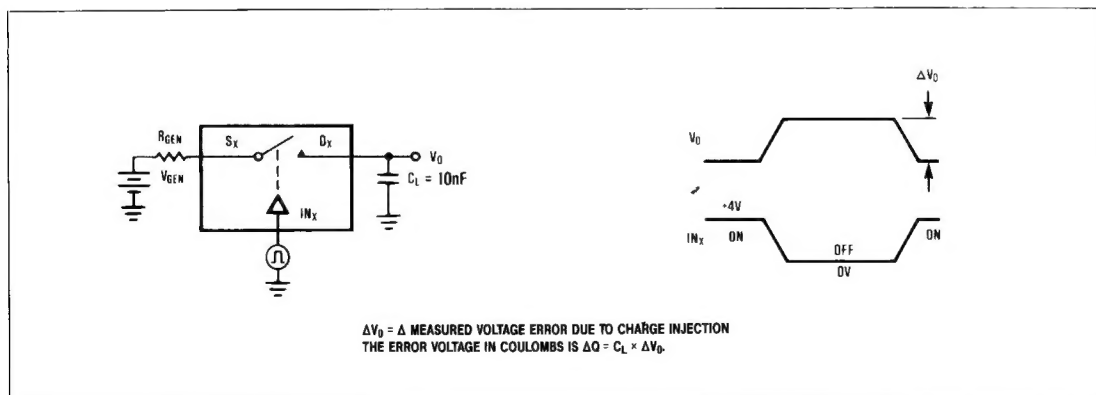 R_GEN
S_X
D_X
V_O
V_GEN
C_L = 10nF
IN_X
ΔV_O
V_O
+4V
IN_X
ON
OFF
0V
ON
ΔV_O = Δ MEASURED VOLTAGE ERROR DUE TO CHARGE INJECTION
THE ERROR VOLTAGE IN COULOMBS IS ΔQ = C_L × ΔV_O.